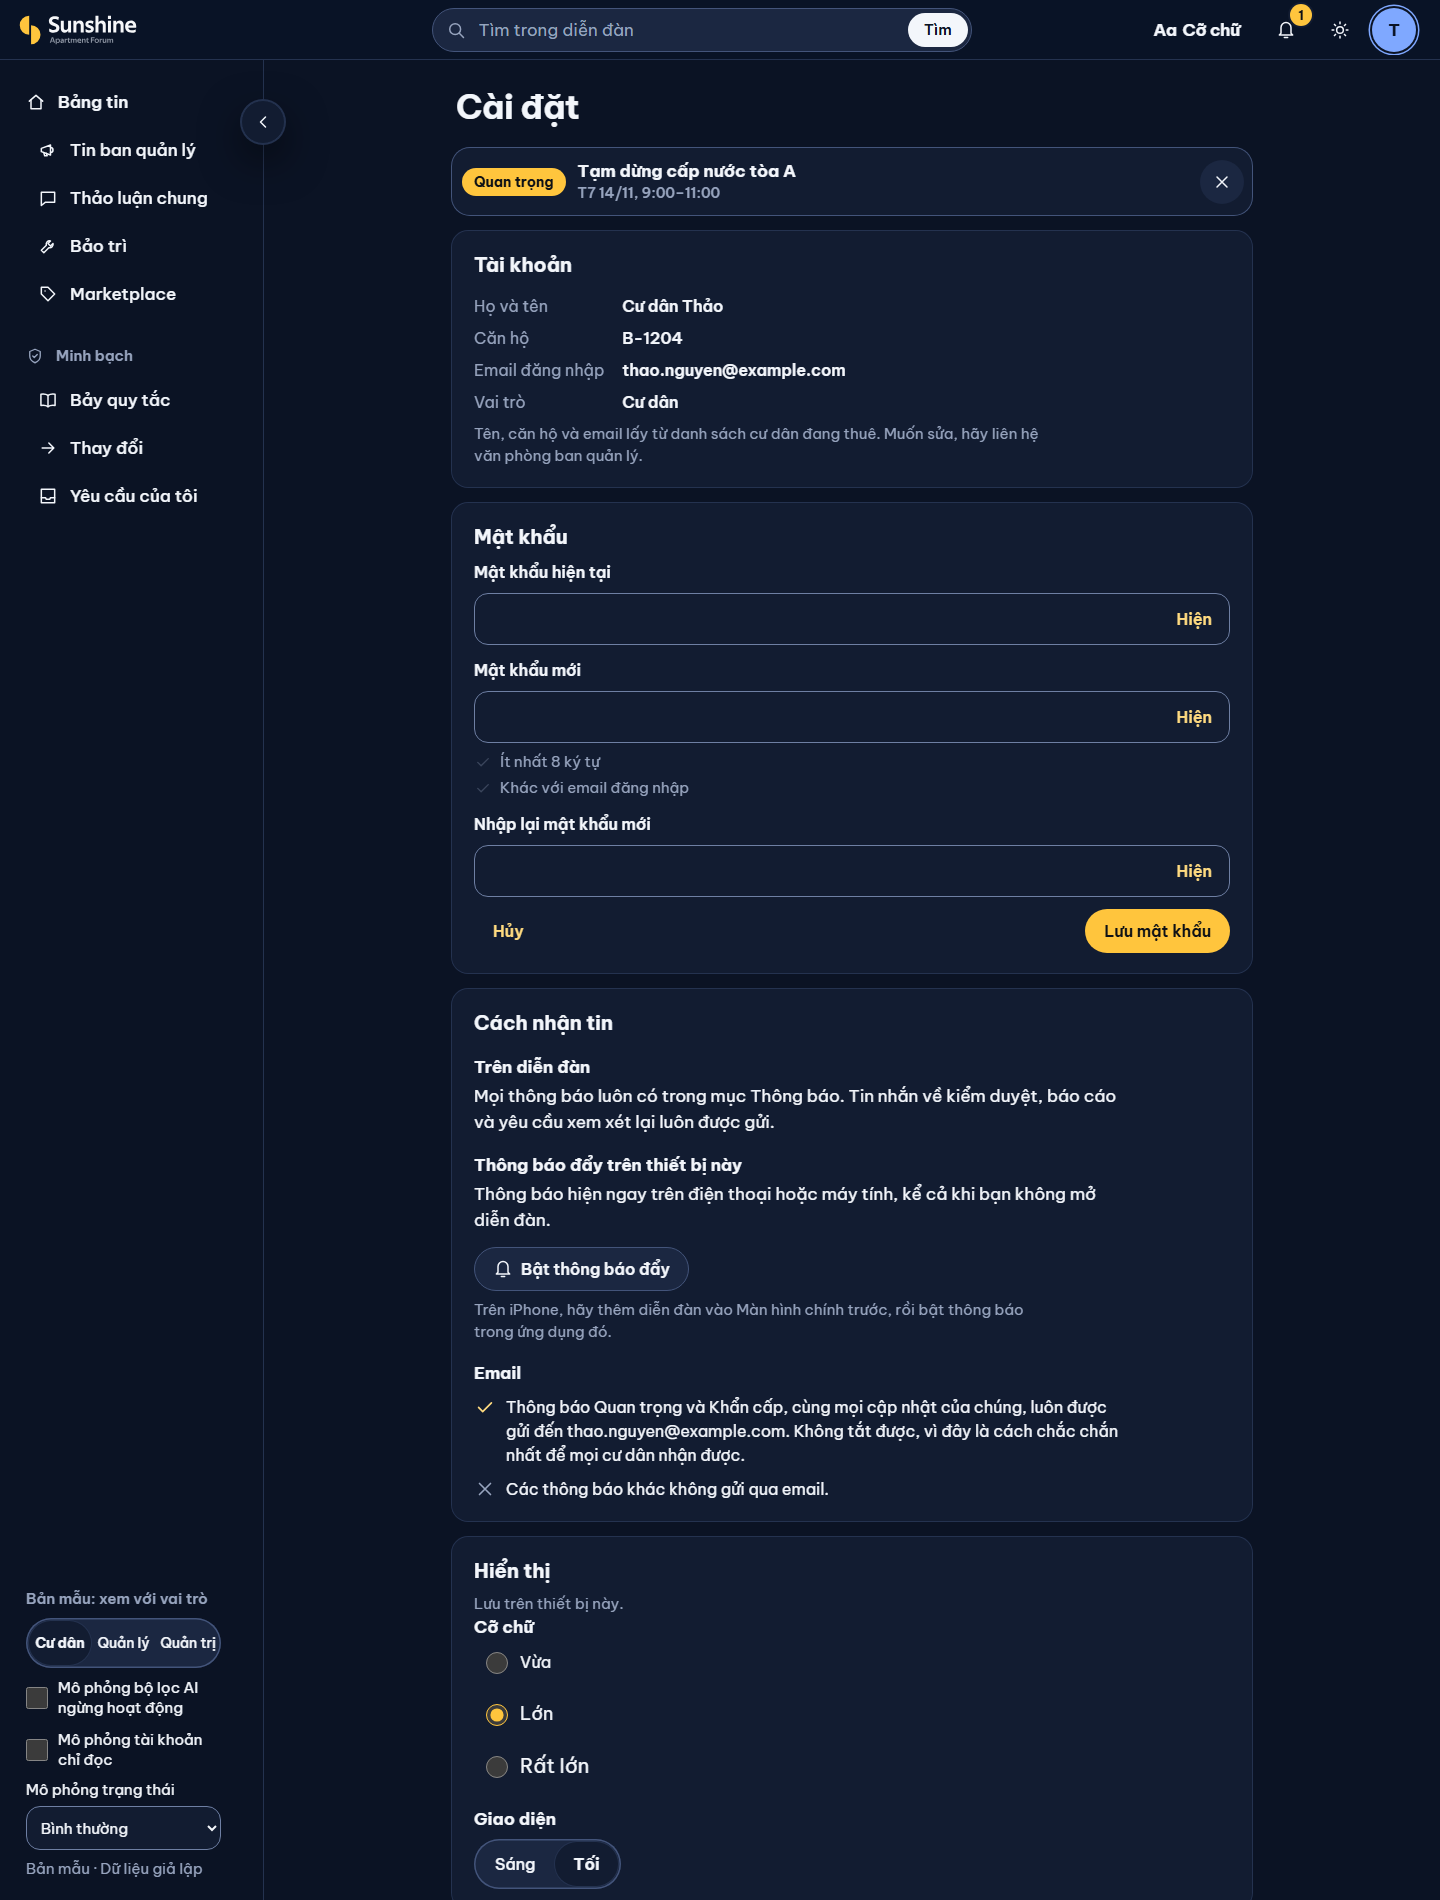 Sunshine
Apartment Forum
Tìm trong diễn đàn
Tìm
Aa Cỡ chữ
1
T
Bảng tin
Tin ban quản lý
Thảo luận chung
Bảo trì
Marketplace
Minh bạch
Bảy quy tắc
Thay đổi
Yêu cầu của tôi
Bản mẫu: xem với vai trò
Cư dân
Quản lý
Quản trị
Mô phỏng bộ lọc AI
ngừng hoạt động
Mô phỏng tài khoản
chỉ đọc
Mô phỏng trạng thái
Bình thường
Bản mẫu · Dữ liệu giả lập
Cài đặt
Quan trọng
Tạm dừng cấp nước tòa A
T7 14/11, 9:00–11:00
Tài khoản
Họ và tên
Cư dân Thảo
Căn hộ
B-1204
Email đăng nhập
thao.nguyen@example.com
Vai trò
Cư dân
Tên, căn hộ và email lấy từ danh sách cư dân đang thuê. Muốn sửa, hãy liên hệ
văn phòng ban quản lý.
Mật khẩu
Mật khẩu hiện tại
Hiện
Mật khẩu mới
Hiện
Ít nhất 8 ký tự
Khác với email đăng nhập
Nhập lại mật khẩu mới
Hiện
Hủy
Lưu mật khẩu
Cách nhận tin
Trên diễn đàn
Mọi thông báo luôn có trong mục Thông báo. Tin nhắn về kiểm duyệt, báo cáo
và yêu cầu xem xét lại luôn được gửi.
Thông báo đẩy trên thiết bị này
Thông báo hiện ngay trên điện thoại hoặc máy tính, kể cả khi bạn không mở
diễn đàn.
Bật thông báo đẩy
Trên iPhone, hãy thêm diễn đàn vào Màn hình chính trước, rồi bật thông báo
trong ứng dụng đó.
Email
Thông báo Quan trọng và Khẩn cấp, cùng mọi cập nhật của chúng, luôn được
gửi đến thao.nguyen@example.com. Không tắt được, vì đây là cách chắc chắn
nhất để mọi cư dân nhận được.
Các thông báo khác không gửi qua email.
Hiển thị
Lưu trên thiết bị này.
Cỡ chữ
Vừa
Lớn
Rất lớn
Giao diện
Sáng
Tối